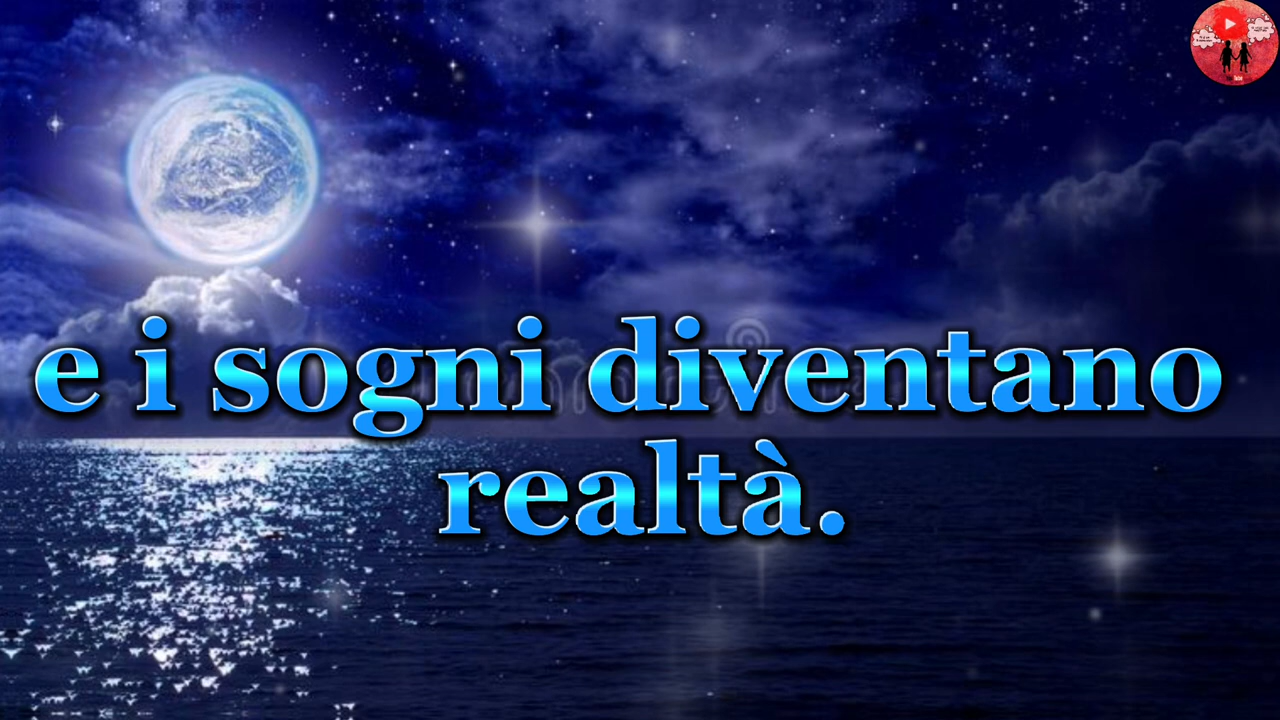 e i sogni diventano
realtà.